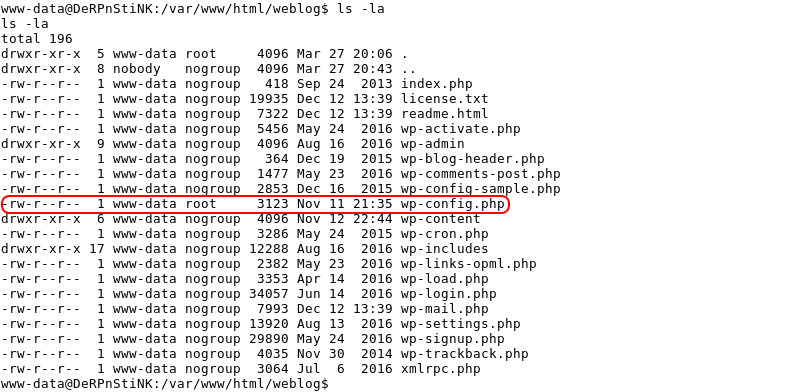 www-data@DeRPnStiNK:/var/www/html/weblog$ ls -la
ls -la
total 196
drwxr-xr-x  5 www-data root     4096 Mar 27 20:06 .
drwxr-xr-x  8 nobody   nogroup  4096 Mar 27 20:43 ..
-rw-r--r--  1 www-data nogroup   418 Sep 24  2013 index.php
-rw-r--r--  1 www-data nogroup 19935 Dec 12 13:39 license.txt
-rw-r--r--  1 www-data nogroup  7322 Dec 12 13:39 readme.html
-rw-r--r--  1 www-data nogroup  5456 May 24  2016 wp-activate.php
drwxr-xr-x  9 www-data nogroup  4096 Aug 16  2016 wp-admin
-rw-r--r--  1 www-data nogroup   364 Dec 19  2015 wp-blog-header.php
-rw-r--r--  1 www-data nogroup  1477 May 23  2016 wp-comments-post.php
-rw-r--r--  1 www-data nogroup  2853 Dec 16  2015 wp-config-sample.php
-rw-r--r--  1 www-data root     3123 Nov 11 21:35 wp-config.php
drwxr-xr-x  6 www-data nogroup  4096 Nov 12 22:44 wp-content
-rw-r--r--  1 www-data nogroup  3286 May 24  2015 wp-cron.php
drwxr-xr-x 17 www-data nogroup 12288 Aug 16  2016 wp-includes
-rw-r--r--  1 www-data nogroup  2382 May 23  2016 wp-links-opml.php
-rw-r--r--  1 www-data nogroup  3353 Apr 14  2016 wp-load.php
-rw-r--r--  1 www-data nogroup 34057 Jun 14  2016 wp-login.php
-rw-r--r--  1 www-data nogroup  7993 Dec 12 13:39 wp-mail.php
-rw-r--r--  1 www-data nogroup 13920 Aug 13  2016 wp-settings.php
-rw-r--r--  1 www-data nogroup 29890 May 24  2016 wp-signup.php
-rw-r--r--  1 www-data nogroup  4035 Nov 30  2014 wp-trackback.php
-rw-r--r--  1 www-data nogroup  3064 Jul  6  2016 xmlrpc.php
www-data@DeRPnStiNK:/var/www/html/weblog$